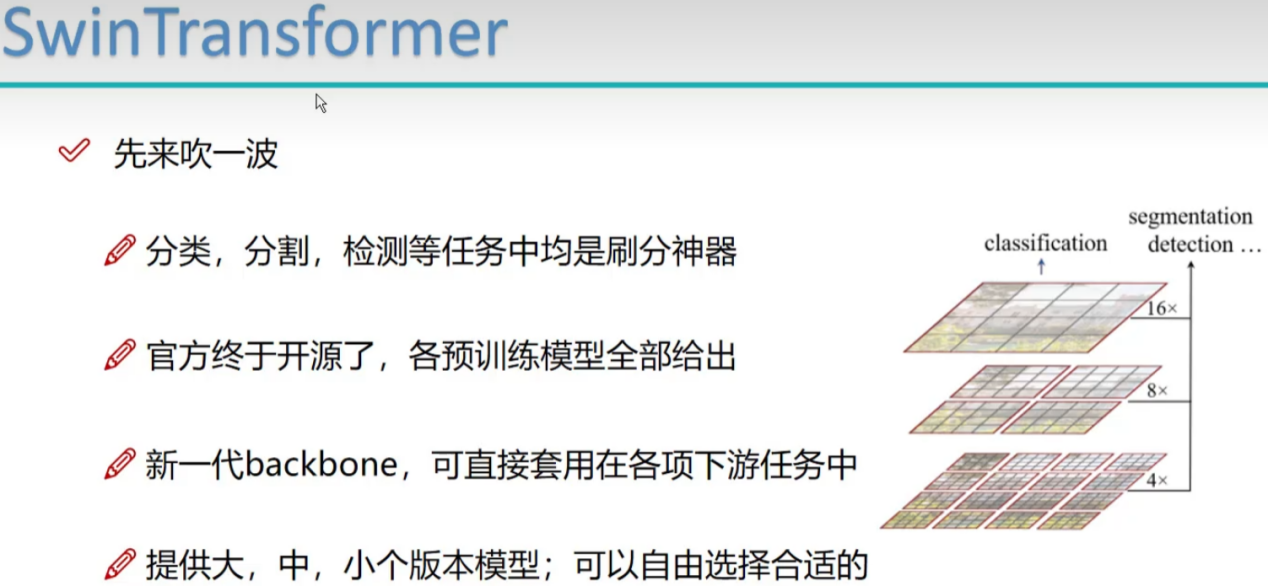 SwinTransformer
先来吹一波
分类，分割，检测等任务中均是刷分神器
官方终于开源了，各预训练模型全部给出
新一代backbone，可直接套用在各项下游任务中
提供大，中，小个版本模型；可以自由选择合适的
segmentation
classification
detection …
16×
8×
4×